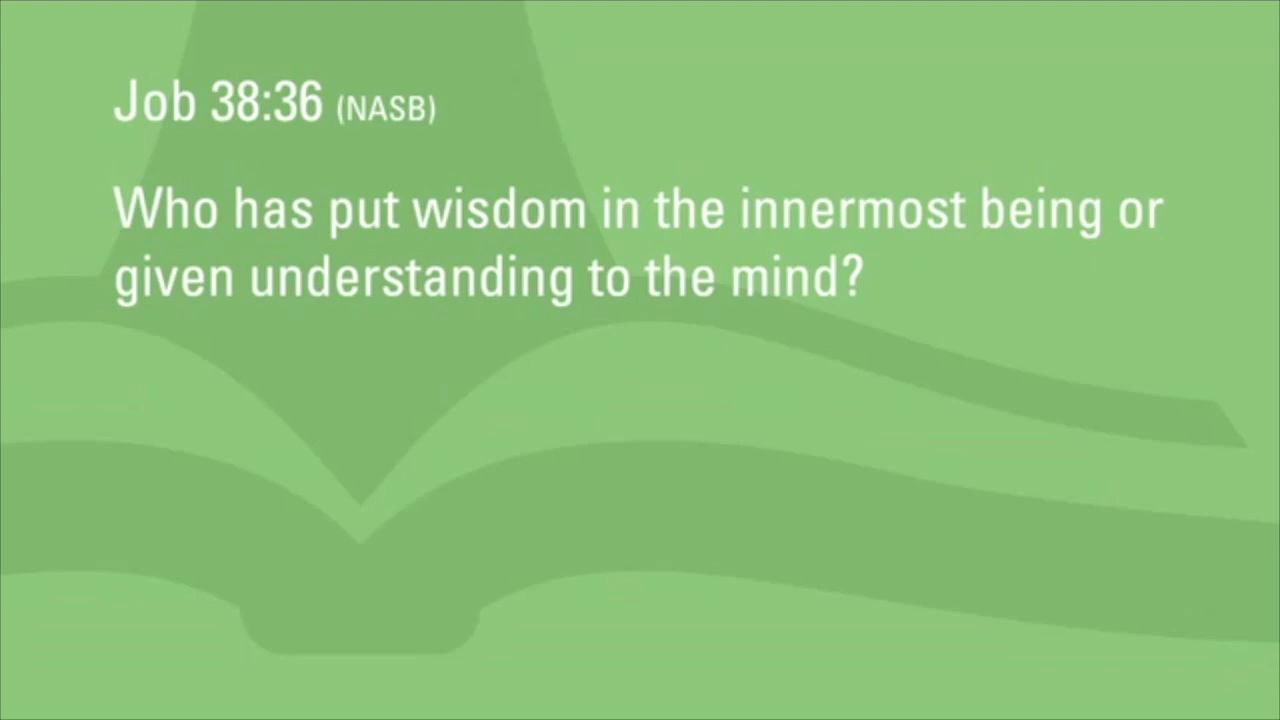 Job 38:36 (NASB)
Who has put wisdom in the innermost being or
given understanding to the mind?